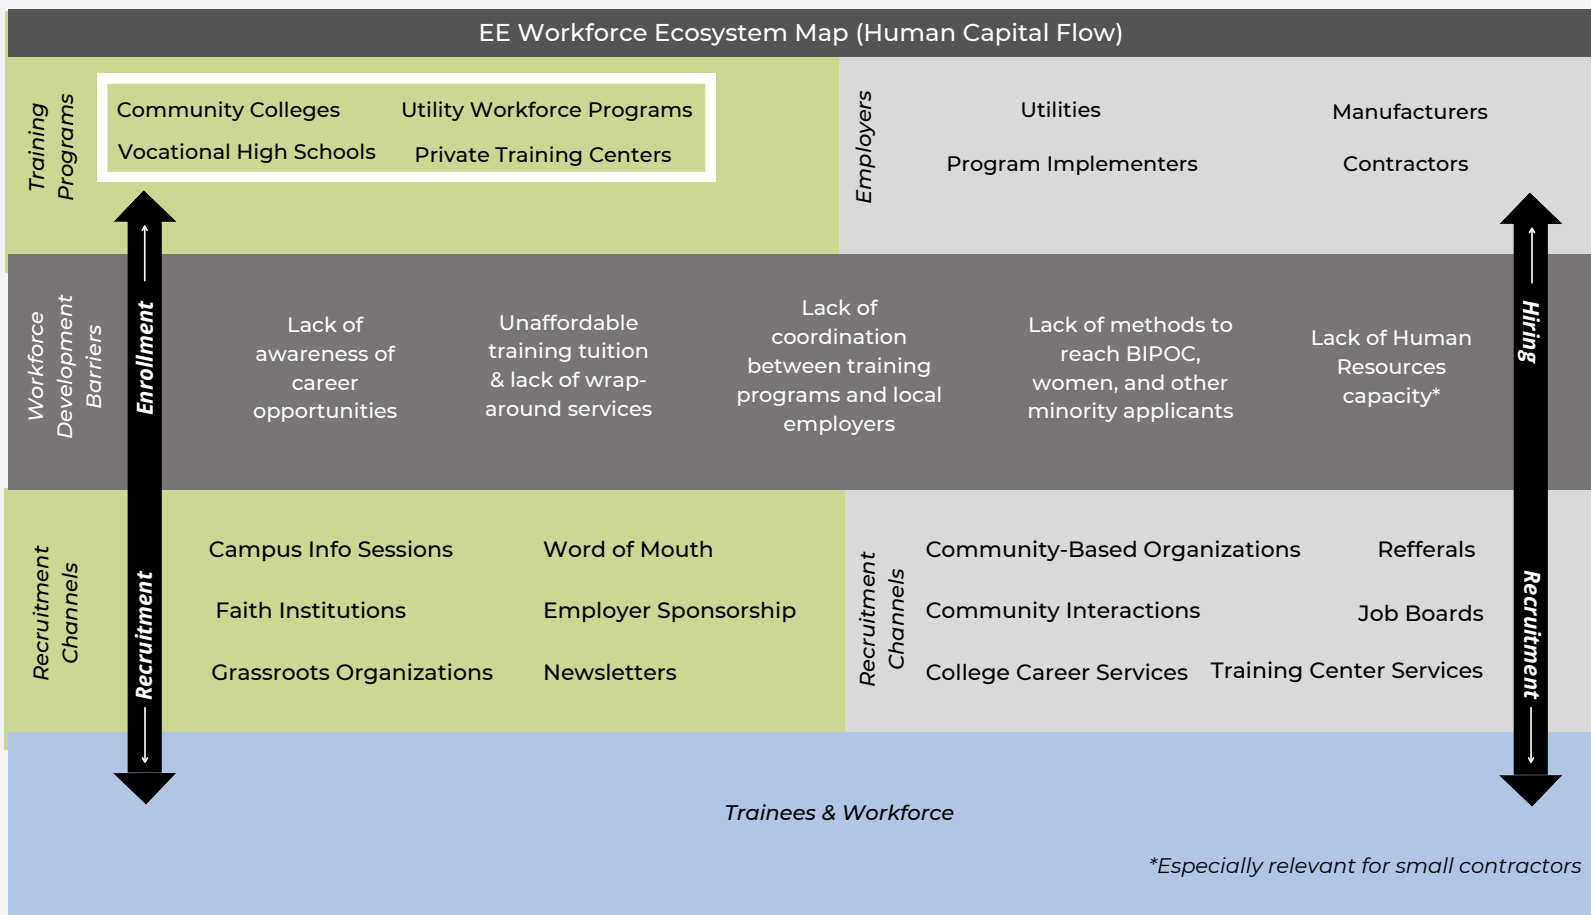 EE Workforce Ecosystem Map (Human Capital Flow)
Training
Programs
Community Colleges
Utility Workforce Programs
Vocational High Schools
Private Training Centers
Employers
Utilities
Manufacturers
Program Implementers
Contractors
Workforce
Development
Barriers
Enrollment
Lack of
awareness of
career
opportunities
Unaffordable
training tuition
& lack of wrap-
around services
Lack of
coordination
between training
programs and local
employers
Lack of methods to
reach BIPOC,
women, and other
minority applicants
Lack of Human
Resources
capacity*
Hiring
Recruitment
Channels
Recruitment
Campus Info Sessions
Word of Mouth
Faith Institutions
Employer Sponsorship
Grassroots Organizations
Newsletters
Recruitment
Channels
Community-Based Organizations
Refferals
Community Interactions
Job Boards
College Career Services
Training Center Services
Recruitment
Trainees & Workforce
*Especially relevant for small contractors